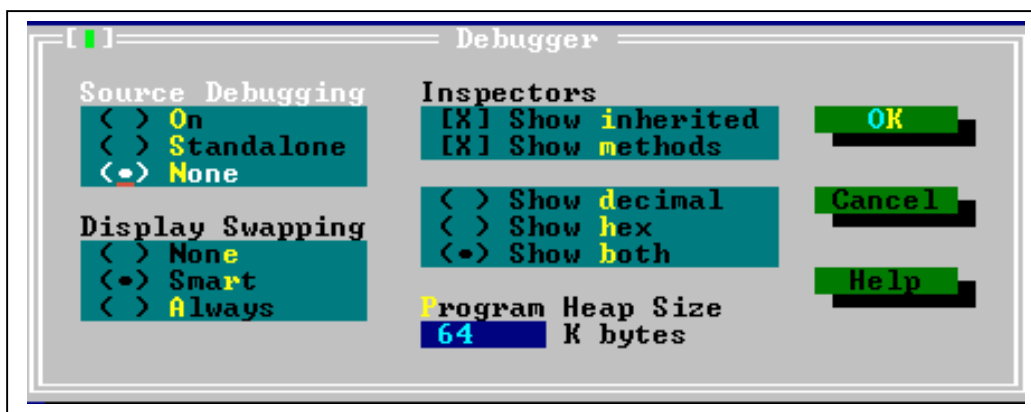 [▮] Debugger
Source Debugging
( ) On
( ) Standalone
(•) None
Display Swapping
( ) None
(•) Smart
( ) Always
Inspectors
[X] Show inherited
[X] Show methods
( ) Show decimal
( ) Show hex
(•) Show both
Program Heap Size
64 K bytes
OK
Cancel
Help